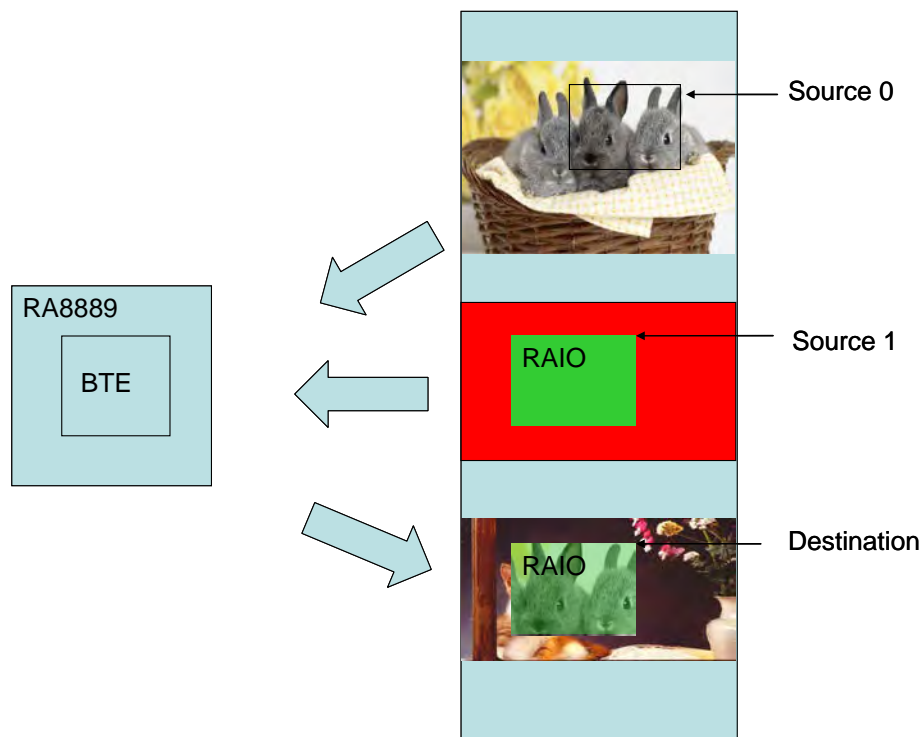 Source 0
RA8889
BTE
Source 1
RAIO
Destination
RAIO